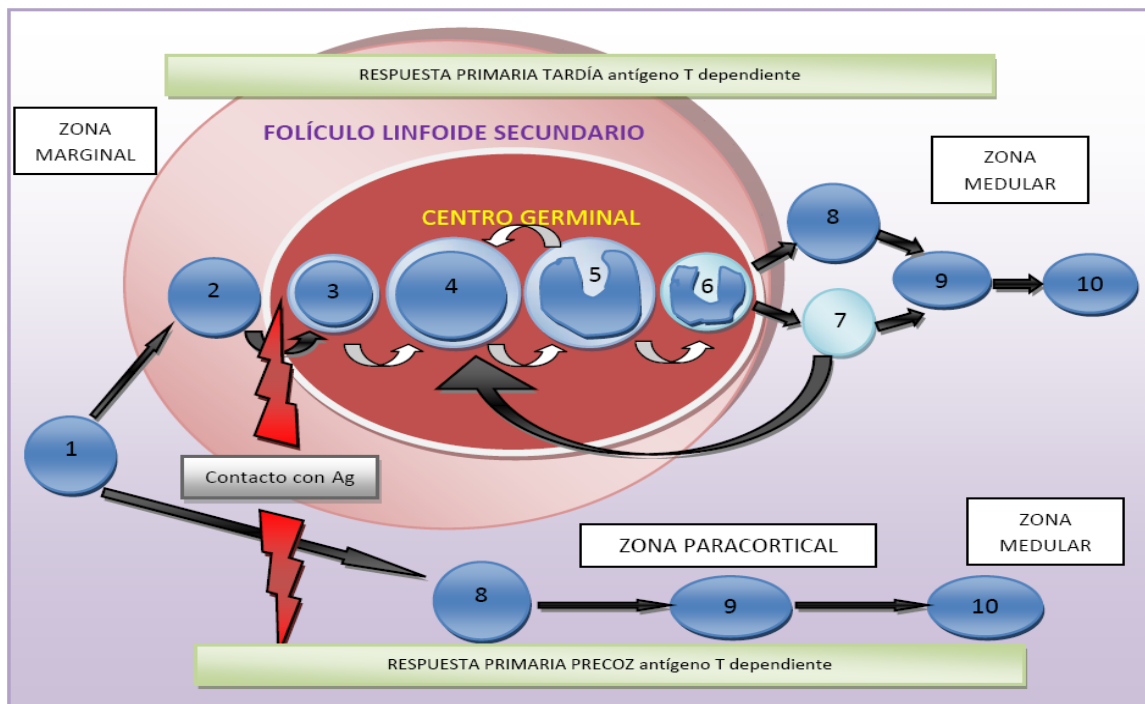 RESPUESTA PRIMARIA TARDÍA antígeno T dependiente
ZONA
MARGINAL
FOLÍCULO LINFOIDE SECUNDARIO
ZONA
MEDULAR
CENTRO GERMINAL
8
2
3
4
5
6
9
10
7
1
Contacto con Ag
ZONA PARACORTICAL
ZONA
MEDULAR
8
9
10
RESPUESTA PRIMARIA PRECOZ antígeno T dependiente